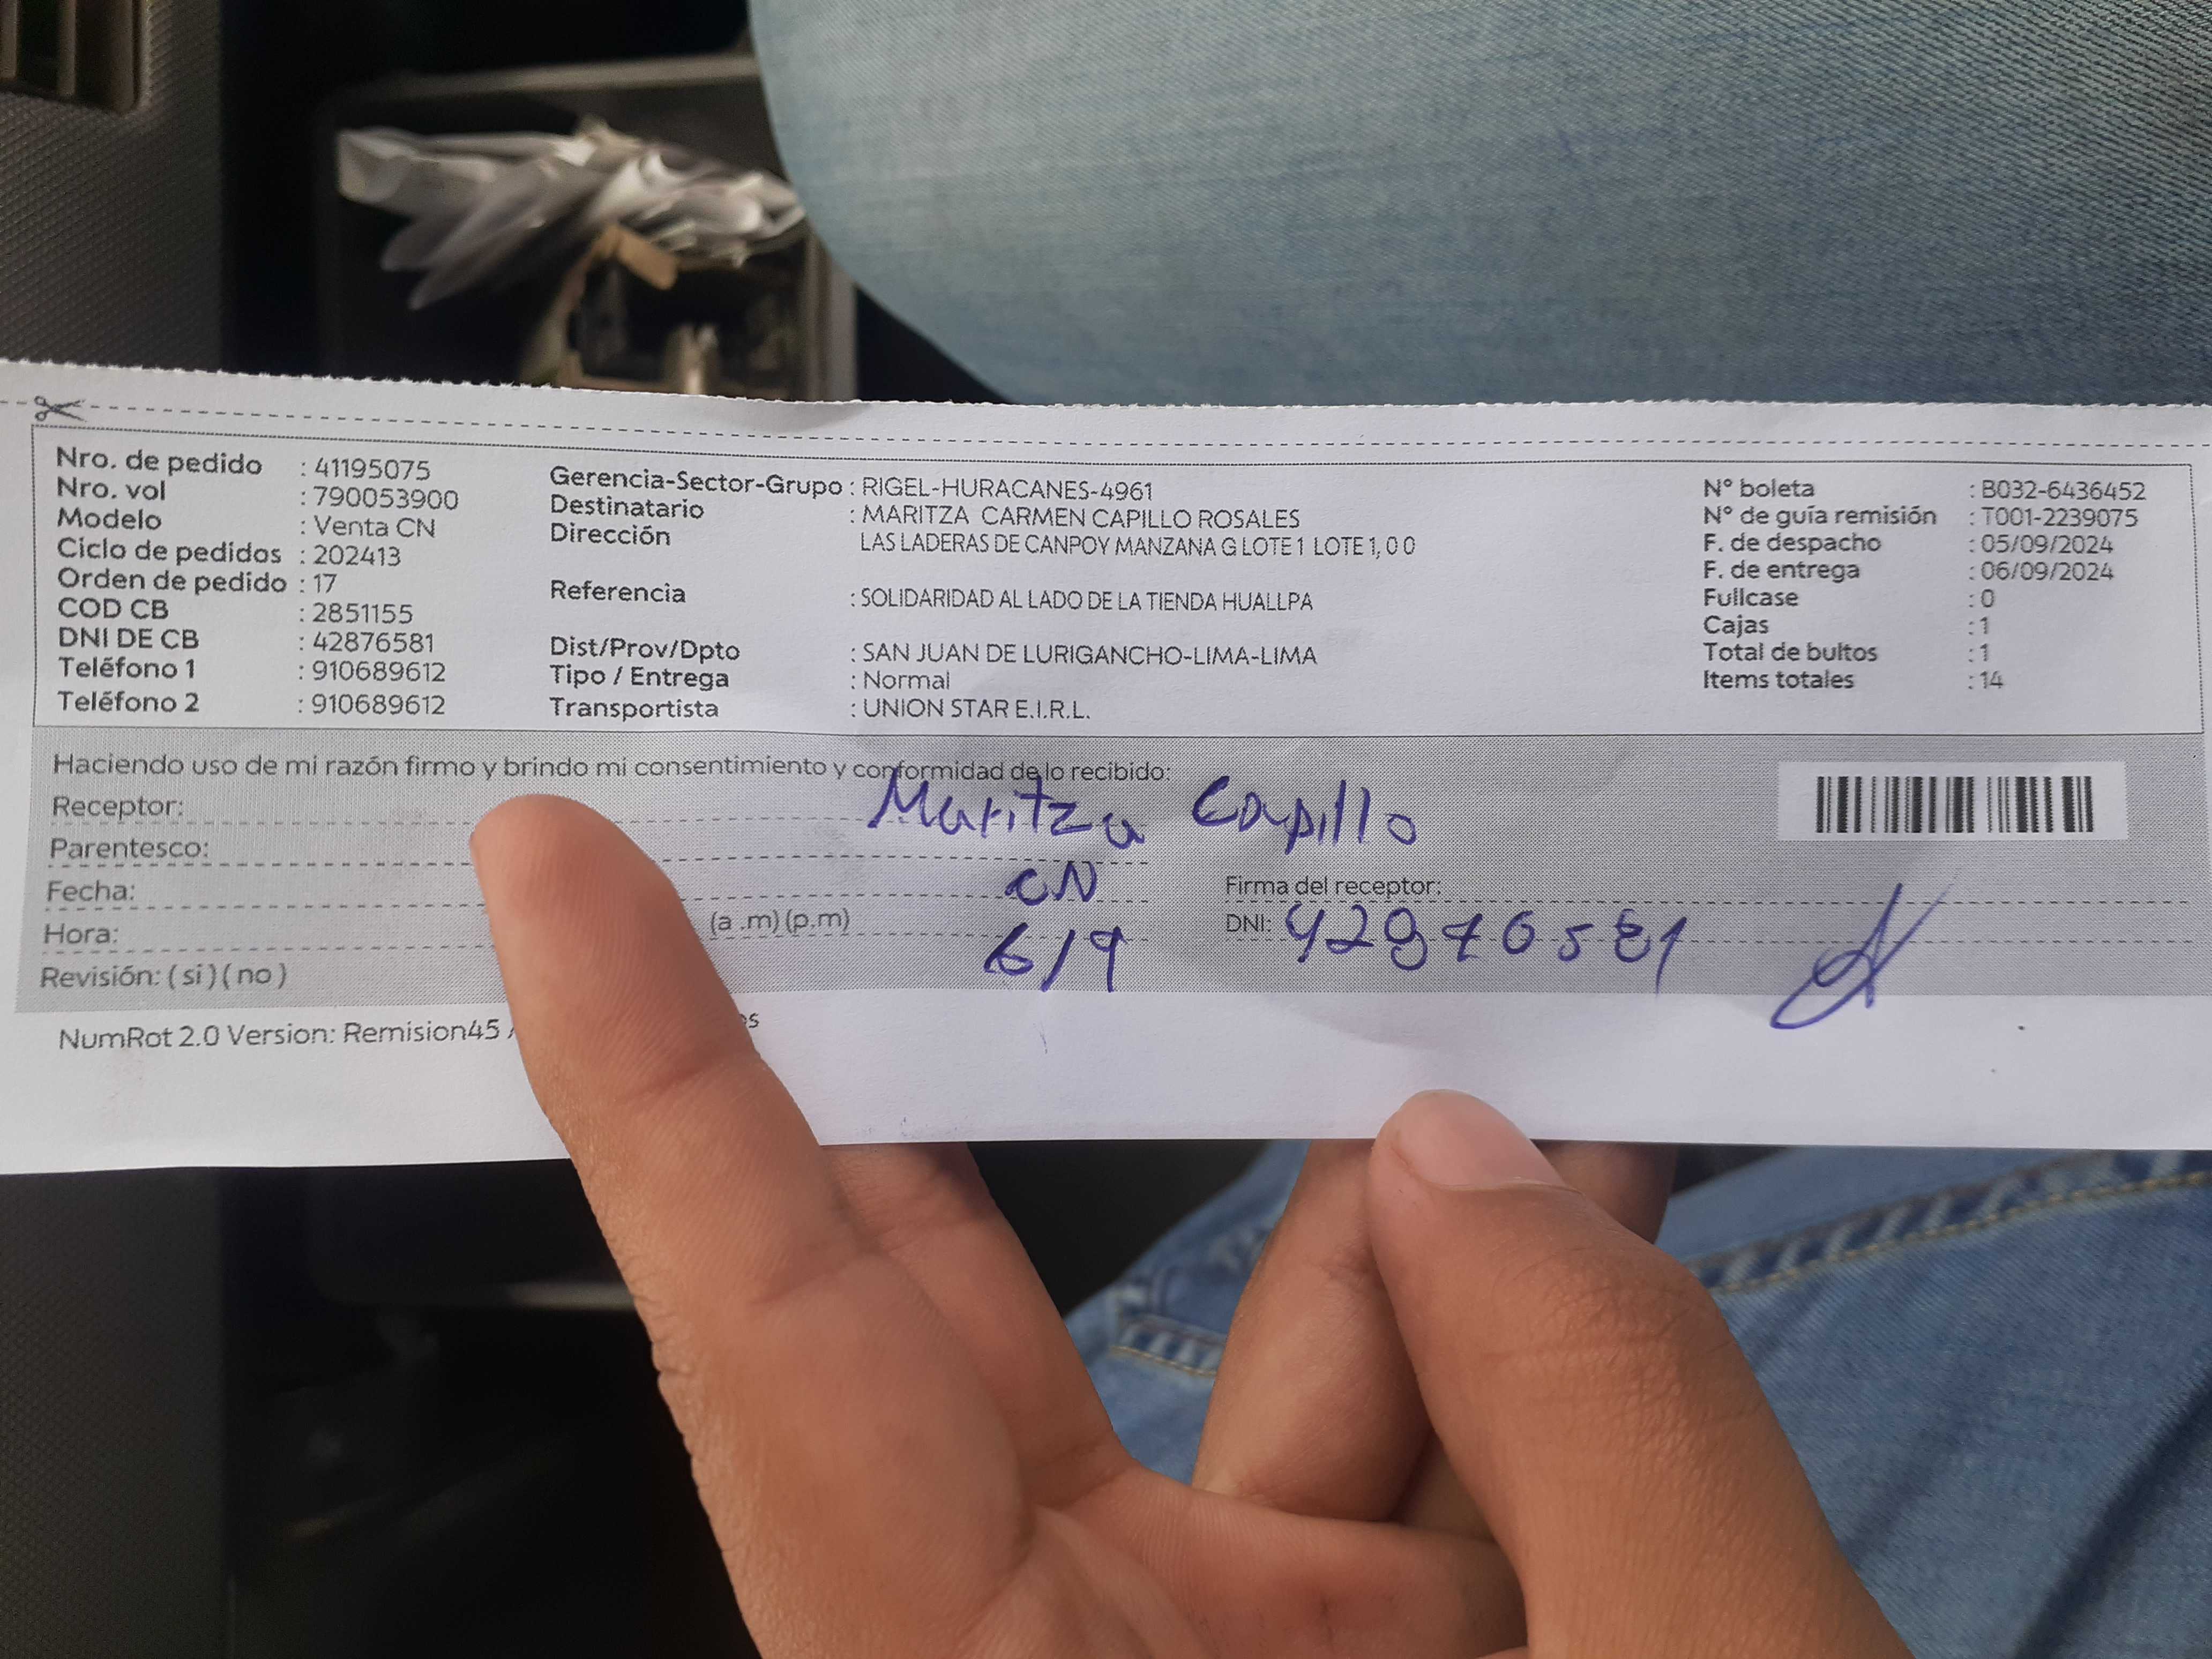 Nro. de pedido : 41195075
Nro. vol : 790053900
Modelo : Venta CN
Ciclo de pedidos : 202413
Orden de pedido : 17
COD CB : 2851155
DNI DE CB : 42876581
Teléfono 1 : 910689612
Teléfono 2 : 910689612
Gerencia-Sector-Grupo : RIGEL-HURACANES-4961
Destinatario : MARITZA CARMEN CAPILLO ROSALES
Dirección LAS LADERAS DE CANPOY MANZANA G LOTE 1 LOTE 1, 0 0
Referencia : SOLIDARIDAD AL LADO DE LA TIENDA HUALLPA
Dist/Prov/Dpto : SAN JUAN DE LURIGANCHO-LIMA-LIMA
Tipo / Entrega : Normal
Transportista : UNION STAR E.I.R.L.
N° boleta : B032-6436452
N° de guía remisión : T001-2239075
F. de despacho : 05/09/2024
F. de entrega : 06/09/2024
Fullcase : 0
Cajas : 1
Total de bultos : 1
Items totales : 14
Haciendo uso de mi razón firmo y brindo mi consentimiento y conformidad de lo recibido:
Receptor: Maritza Capillo
Parentesco: CN
Fecha: 6/9
Hora: (a .m) (p.m)
Revisión: ( si ) ( no )
Firma del receptor:
DNI: 42876581
NumRot 2.0 Version: Remision45